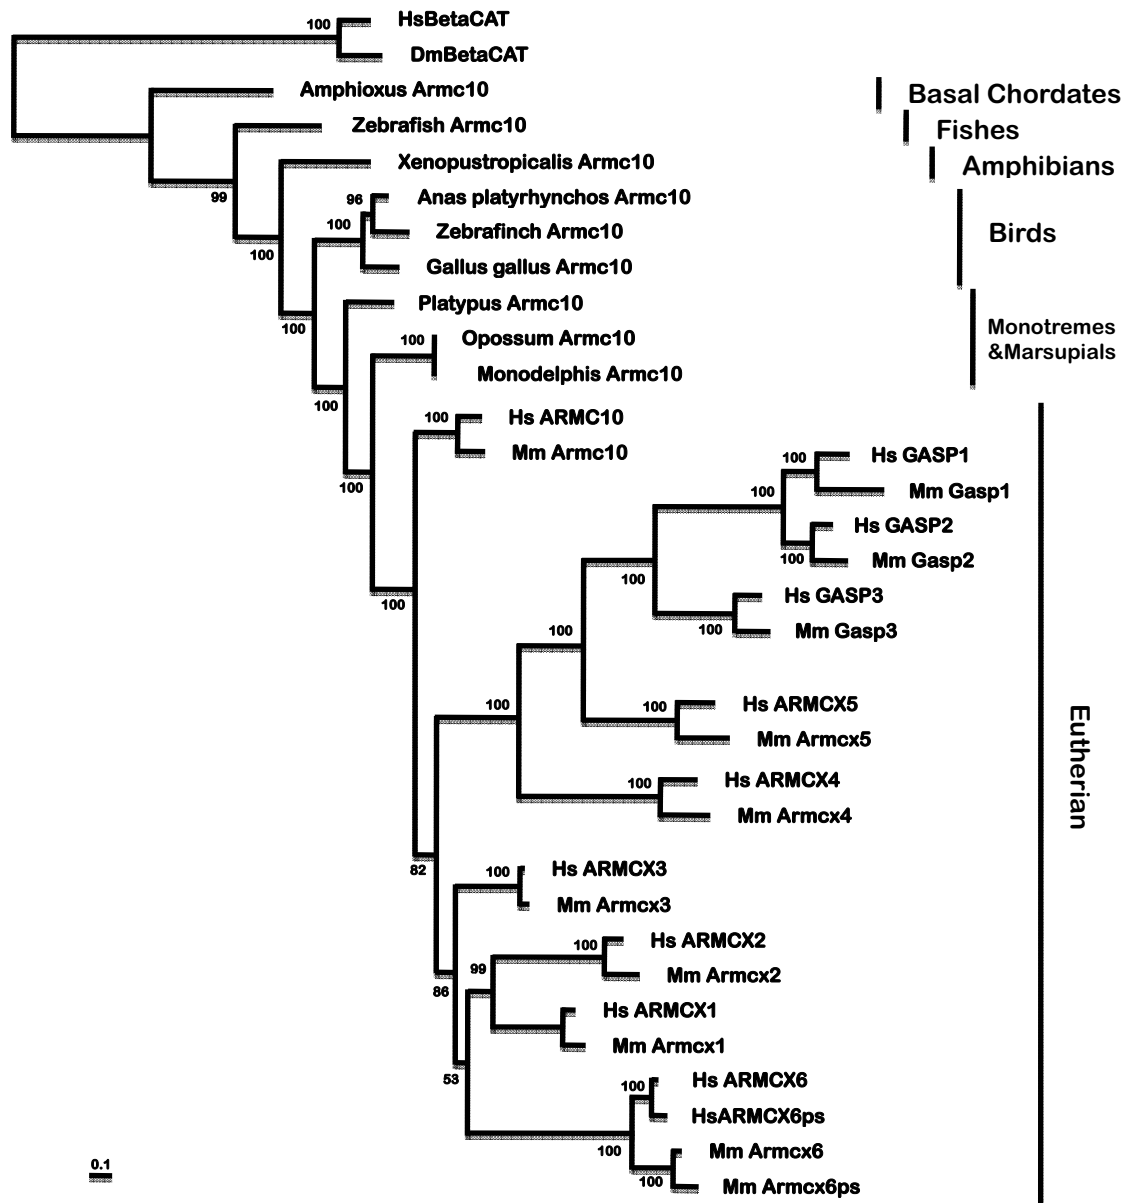 100
HsBetaCAT
DmBetaCAT
Amphioxus Armc10
Basal Chordates
Zebrafish Armc10
Fishes
Xenopustropicalis Armc10
Amphibians
99
96
Anas platyrhynchos Armc10
100
Zebrafinch Armc10
Birds
100
Gallus gallus Armc10
Platypus Armc10
100
Monotremes
&Marsupials
100
Opossum Armc10
Monodelphis Armc10
100
100
Hs ARMC10
Mm Armc10
100
100
Hs GASP1
Mm Gasp1
100
Hs GASP2
100
Mm Gasp2
100
Hs GASP3
100
Mm Gasp3
100
100
100
Hs ARMCX5
Mm Armcx5
100
Eutherian
100
Hs ARMCX4
Mm Armcx4
82
100
Hs ARMCX3
Mm Armcx3
100
Hs ARMCX2
Mm Armcx2
99
86
Hs ARMCX1
Mm Armcx1
53
100
Hs ARMCX6
HsARMCX6ps
100
Mm Armcx6
100
Mm Armcx6ps
0.1